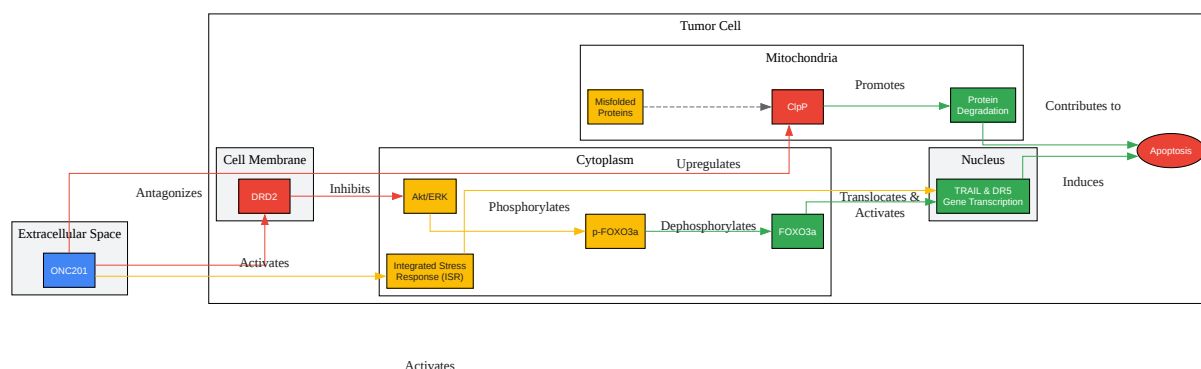 Tumor Cell
Mitochondria
Misfolded
Proteins
ClpP
Promotes
Protein
Degradation
Contributes to
Apoptosis
Cell Membrane
DRD2
Antagonizes
Inhibits
Cytoplasm
Upregulates
Akt/ERK
Phosphorylates
p-FOXO3a
Dephosphorylates
FOXO3a
Translocates &
Activates
Nucleus
TRAIL & DR5
Gene Transcription
Induces
Extracellular Space
ONC201
Activates
Integrated Stress
Response (ISR)
Activates